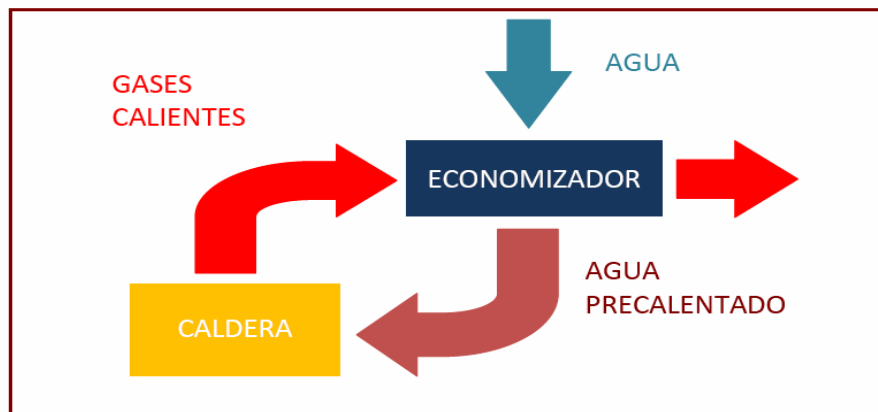 GASES
CALIENTES
AGUA
ECONOMIZADOR
AGUA
PRECALENTADO
CALDERA